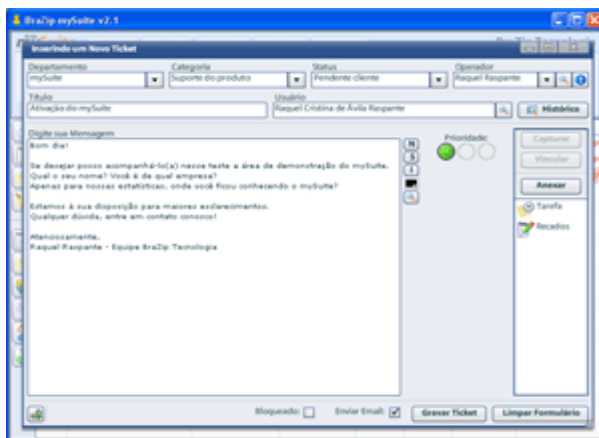 BraZip mySuite v2.1
Inserindo um Novo Ticket
Departamento Categoria Status Operador
mySuite Suporte do produto Pendente cliente Raquel Raspante
Título Usuário
Ativação do mySuite Raquel Cristina de Ávila Raspante Histórico
Digite sua Mensagem Prioridade:
Bom dia!
Se desejar posso acompanhá-lo(a) nesse teste a área de demonstração do mySuite.
Qual o seu nome? Você é de qual empresa?
Apenas para nossas estatísticas, onde você ficou conhecendo o mySuite?
Estamos à sua disposição para maiores esclarecimentos.
Qualquer dúvida, entre em contato conosco!
Atenciosamente,
Raquel Raspante - Equipe BraZip Tecnologia
N
S
I
Capturar
Vincular
Anexar
Tarefa
Recados
Bloqueado: Enviar Email: Gravar Ticket Limpar Formulário